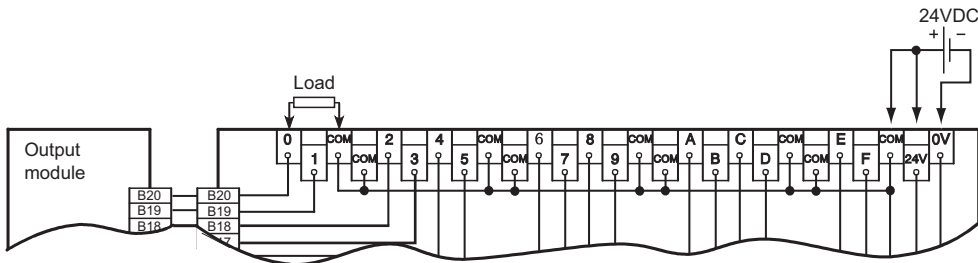 24VDC
+ −
Load
0 COM 2 4 COM 6 8 COM A C COM E COM 0V
1 COM 3 5 COM 7 9 COM B D COM F 24V
Output
module
B20 B20
B19 B19
B18 B18